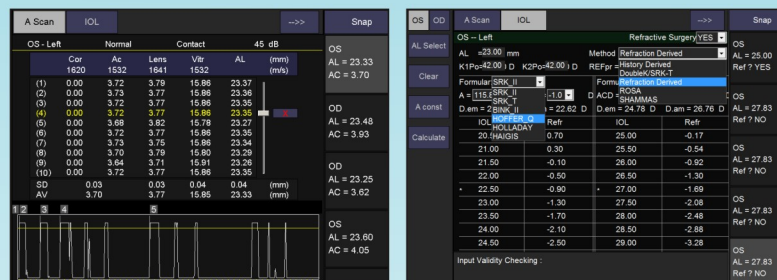 A Scan IOL -->> Snap
OS - Left Normal Contact 45 dB
Cor Ac Lens Vitr AL (mm)
1620 1532 1641 1532 (m/s)
(1) 0.00 3.72 3.79 15.86 23.37
(2) 0.00 3.72 3.77 15.86 23.35
(3) 0.00 3.72 3.77 15.86 23.35
(4) 0.00 3.72 3.77 15.86 23.35
(5) 0.00 3.68 3.82 15.78 23.27
(6) 0.00 3.72 3.77 15.86 23.35
(7) 0.00 3.73 3.75 15.86 23.34
(8) 0.00 3.70 3.79 15.80 23.29
(9) 0.00 3.64 3.71 15.91 23.26
(10) 0.00 3.72 3.77 15.86 23.35
SD 0.03 0.03 0.04 0.04 (mm)
AV 3.70 3.77 15.85 23.33 (mm)
1 2 3 4 5
OS
AL = 23.33
AC = 3.70
OD
AL = 23.48
AC = 3.93
OD
AL = 23.25
AC = 3.62
OS
AL = 23.60
AC = 4.05
OS OD A Scan IOL -->> Snap
AL Select
Clear
A const
Calculate
OS -- Left Refractive Surgery YES
AL =23.00 mm Method Refraction Derived
K1Po=42.00 D K2Po=42.00 D REFpr = History Derived
DoubleK/SRK-T
Formular SRK_II Formu Refraction Derived
ROSA
SHAMMAS
A = 115. SRK_II = -1.0 D ACD =
SRK_T
BINK_II
HOFFER_Q
HOLLADAY
HAIGIS
D.em = 2 = 22.62 D D.em = 24.78 D D.am = 26.76 D
IOL Refr IOL Refr
20.5 0.70 25.00 -0.17
21.00 0.30 25.50 -0.54
21.50 -0.10 26.00 -0.92
22.00 -0.50 26.50 -1.30
* 22.50 -0.90 * 27.00 -1.69
23.00 -1.30 27.50 -2.08
23.50 -1.70 28.00 -2.48
24.00 -2.10 28.50 -2.88
24.50 -2.50 29.00 -3.28
Input Validity Checking :
OS
AL = 25.00
Ref ? YES
OS
AL = 27.83
Ref ? NO
OS
AL = 27.83
Ref ? NO
OS
AL = 27.83
Ref ? NO
OS
AL = 27.83
Ref ? NO